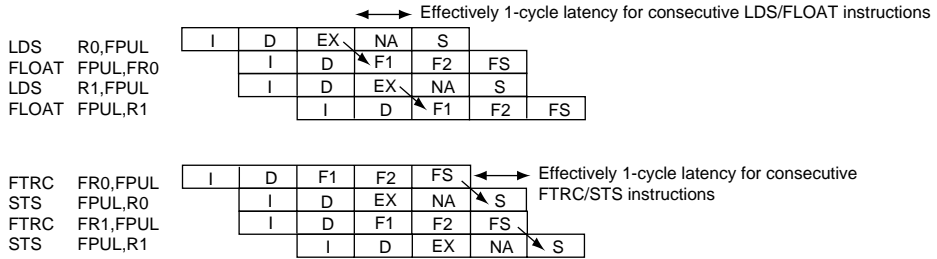 Effectively 1-cycle latency for consecutive LDS/FLOAT instructions
LDS R0,FPUL I D EX NA S
FLOAT FPUL,FR0 I D F1 F2 FS
LDS R1,FPUL I D EX NA S
FLOAT FPUL,R1 I D F1 F2 FS
FTRC FR0,FPUL I D F1 F2 FS Effectively 1-cycle latency for consecutive
FTRC/STS instructions
STS FPUL,R0 I D EX NA S
FTRC FR1,FPUL I D F1 F2 FS
STS FPUL,R1 I D EX NA S